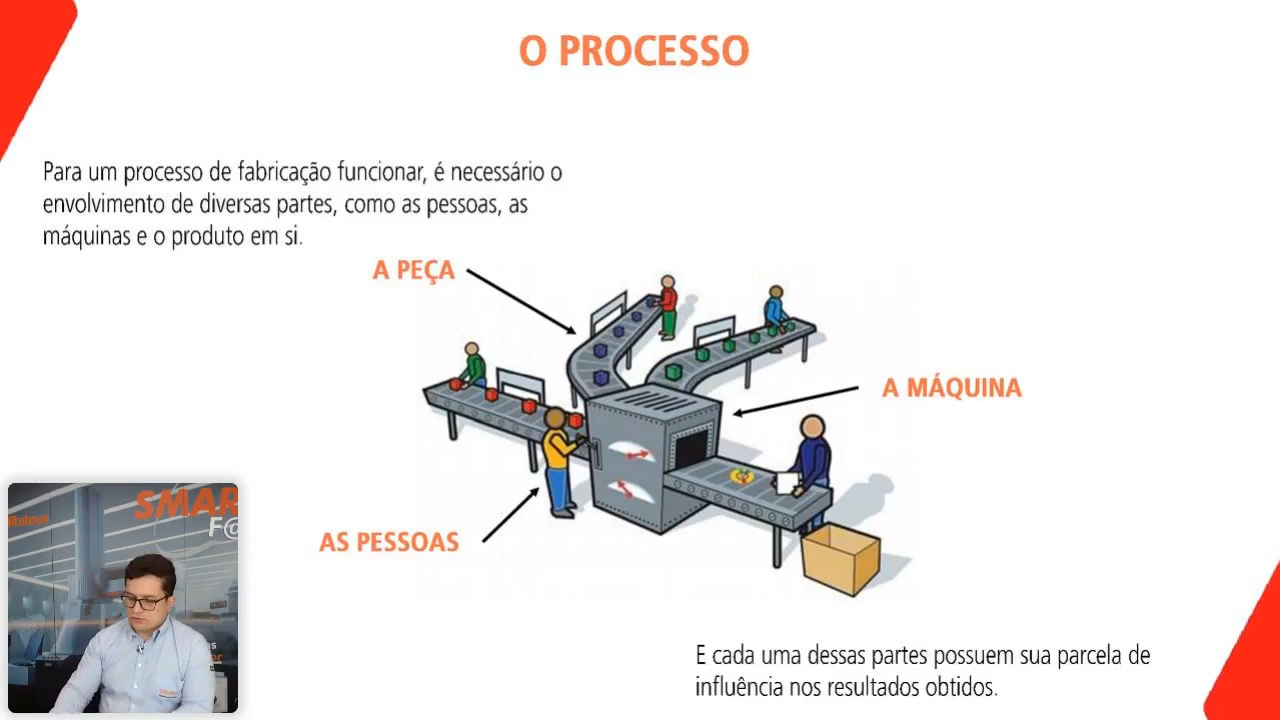 O PROCESSO
Para um processo de fabricação funcionar, é necessário o
envolvimento de diversas partes, como as pessoas, as
máquinas e o produto em si.
A PEÇA
A MÁQUINA
AS PESSOAS
SMAR
F@
E cada uma dessas partes possuem sua parcela de
influência nos resultados obtidos.